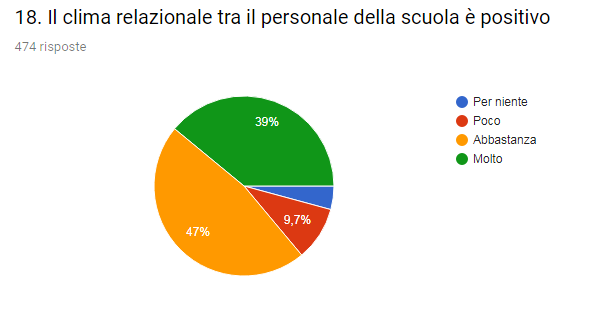 18. Il clima relazionale tra il personale della scuola è positivo
474 risposte
Per niente
Poco
Abbastanza
Molto
39%
9,7%
47%